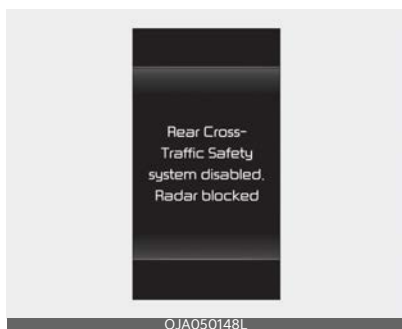 Rear Cross-
Traffic Safety
system disabled.
Radar blocked
OJA050148L